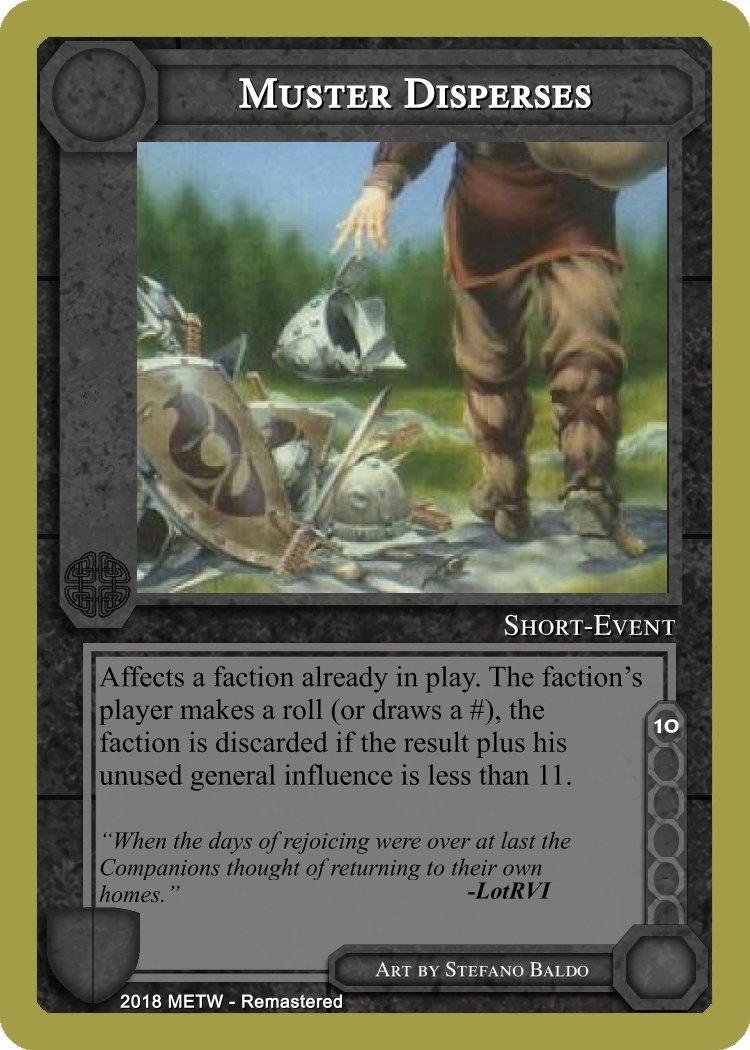 Muster Disperses
Short-Event
Affects a faction already in play. The faction’s
player makes a roll (or draws a #), the
faction is discarded if the result plus his
unused general influence is less than 11.
10
“When the days of rejoicing were over at last the
Companions thought of returning to their own
homes.” -LotRVI
Art by Stefano Baldo
2018 METW - Remastered